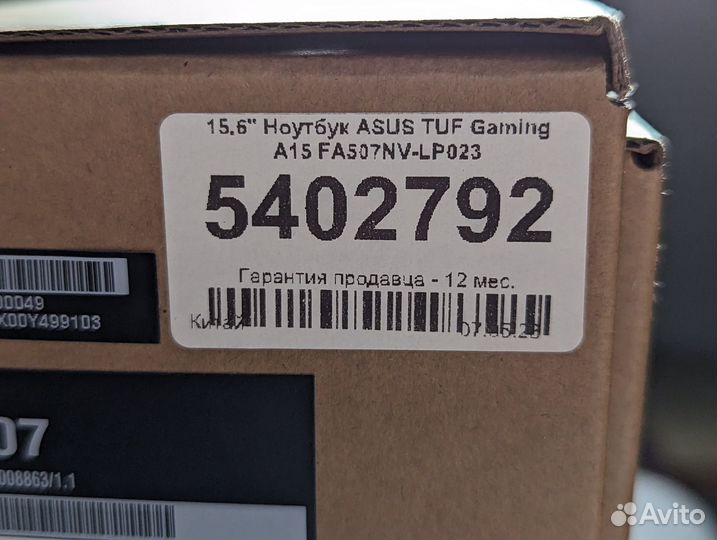 15,6" Ноутбук ASUS TUF Gaming
A15 FA507NV-LP023
5402792
Гарантия продавца - 12 мес.
Китай
00049
X00Y499103
07
008863/1.1
Avito